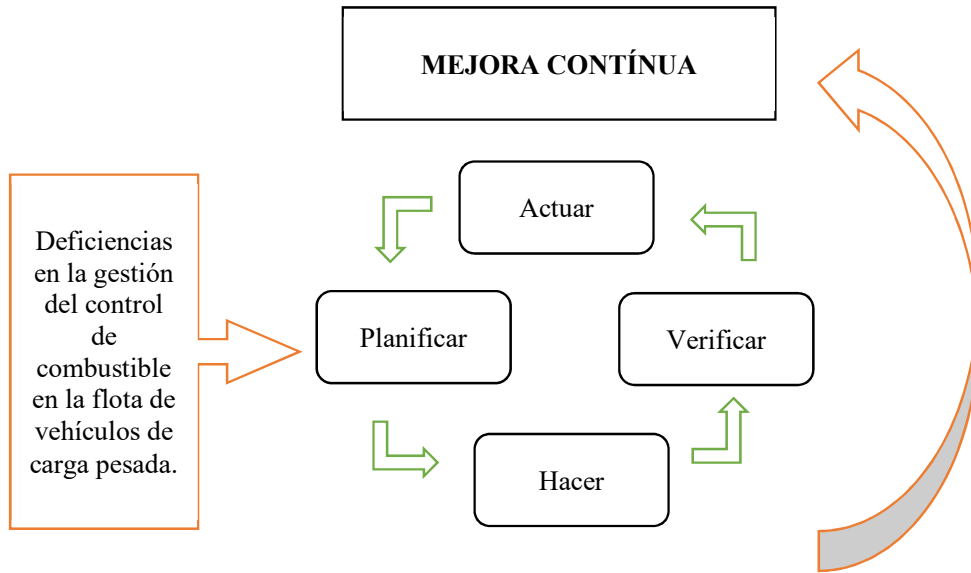 MEJORA CONTÍNUA
Actuar
Deficiencias
en la gestión
del control
de
combustible
en la flota de
vehículos de
carga pesada.
Planificar
Verificar
Hacer